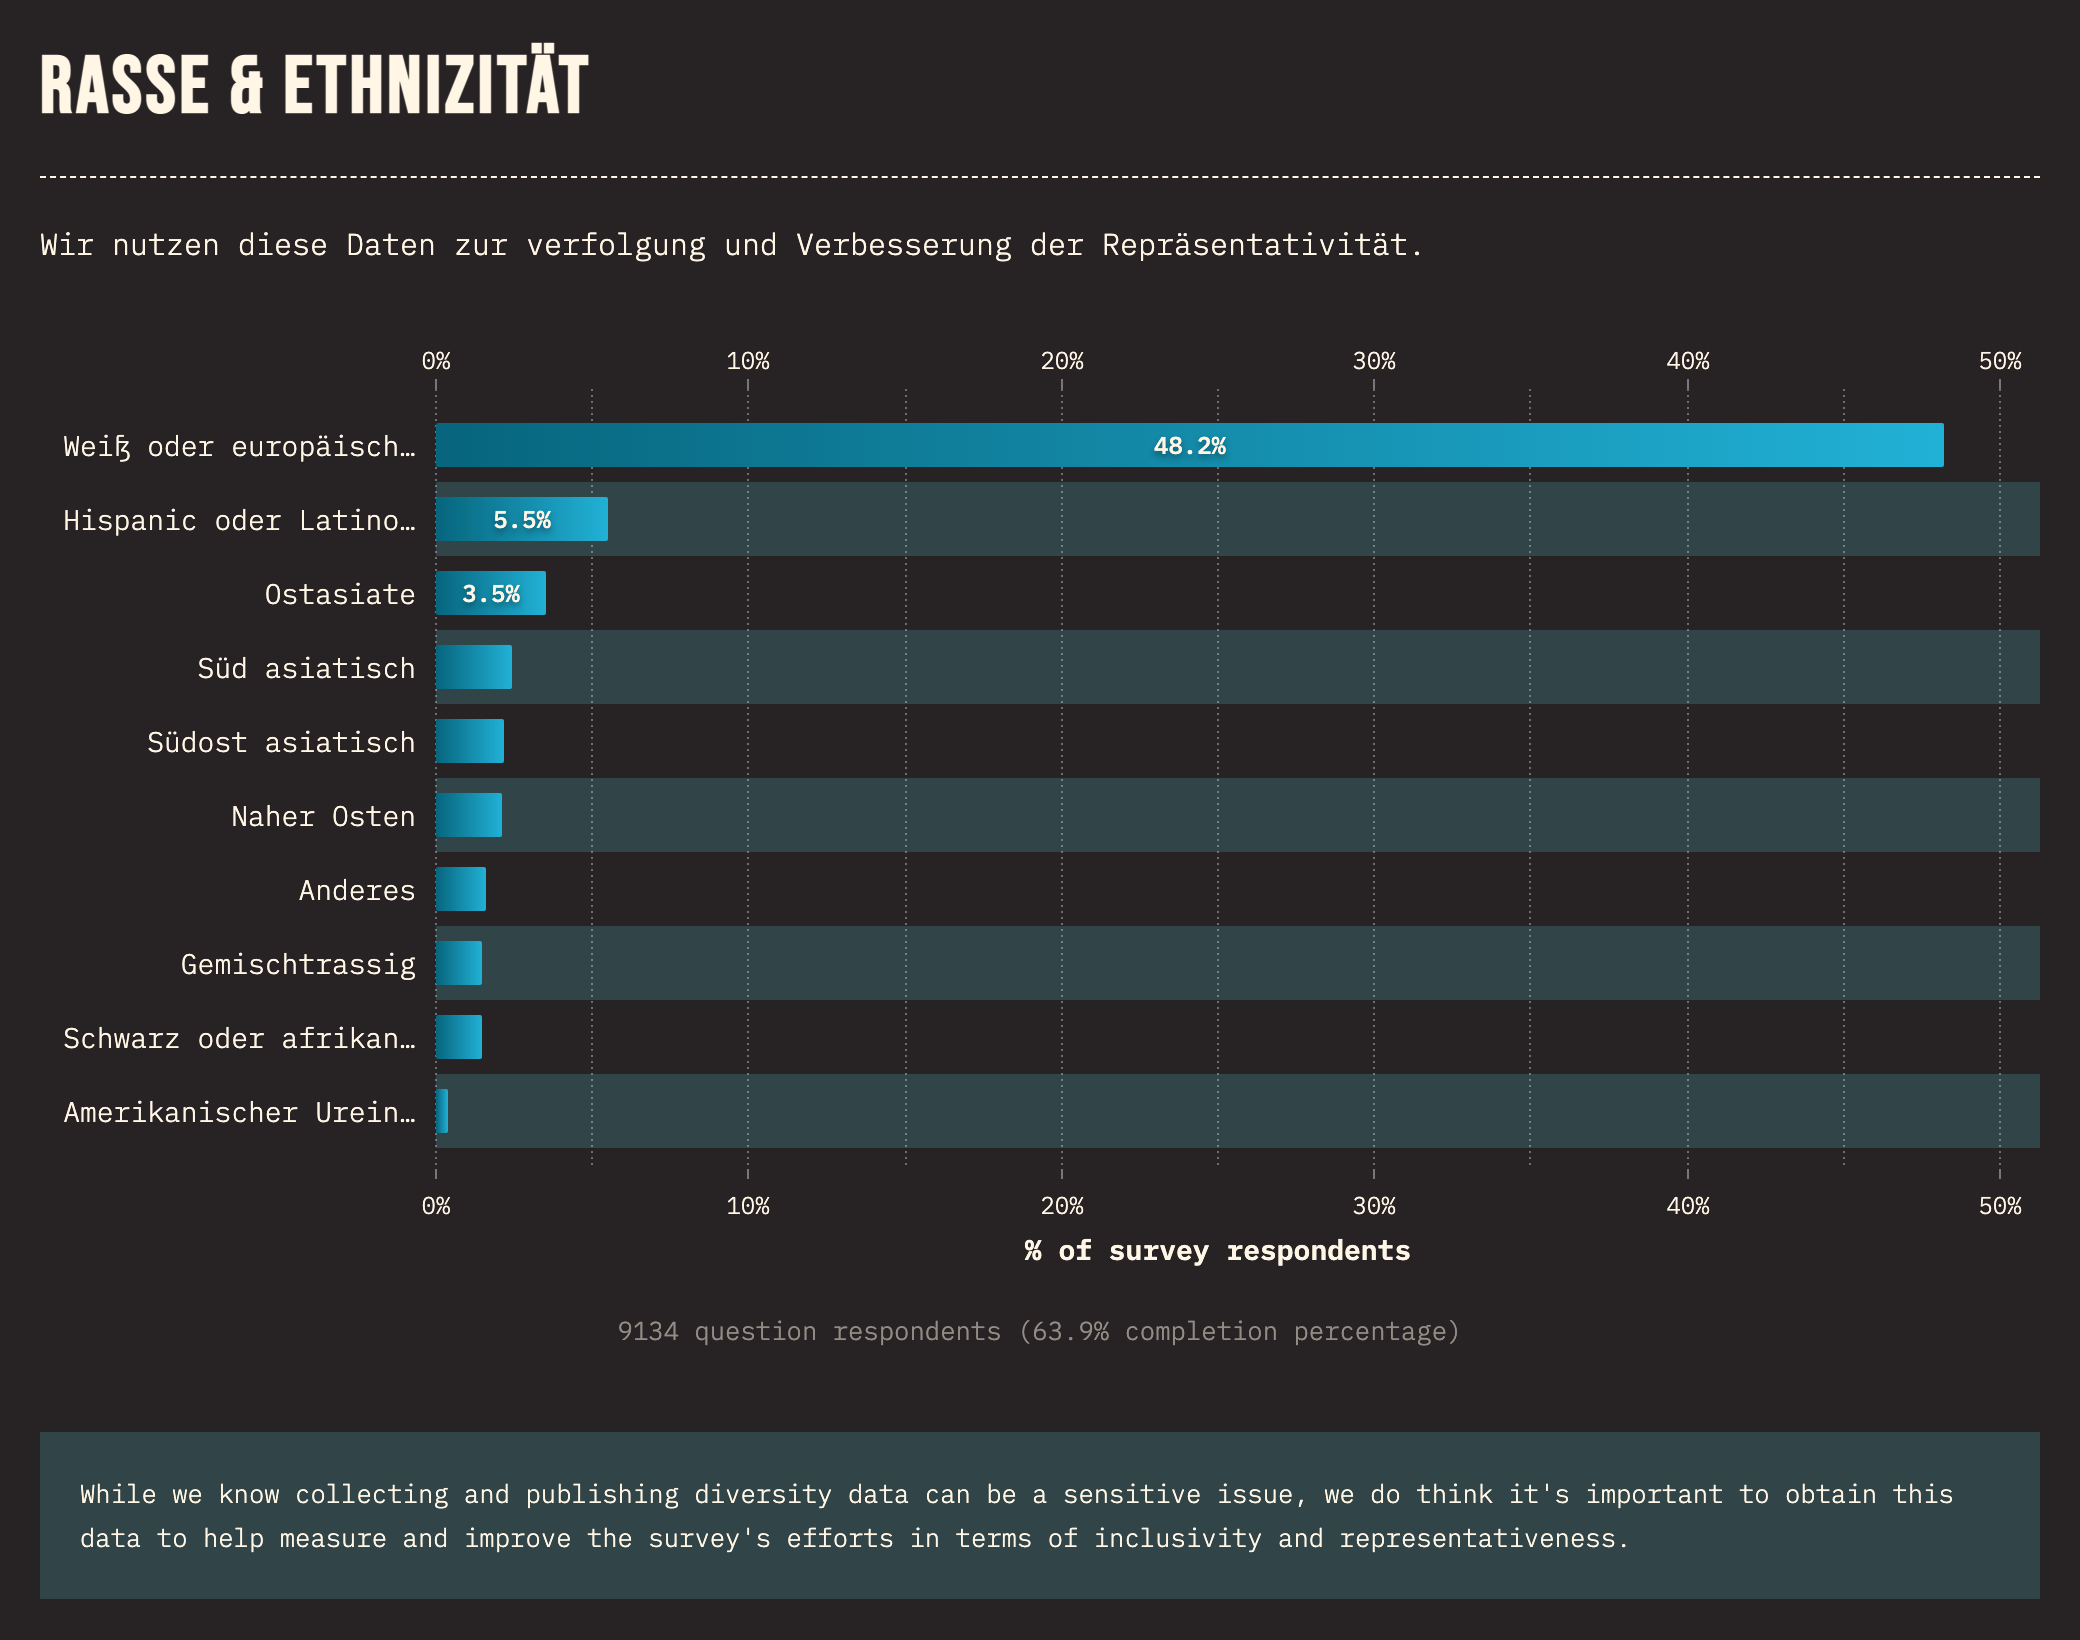 RASSE & ETHNIZITÄT
Wir nutzen diese Daten zur verfolgung und Verbesserung der Repräsentativität.
0% 10% 20% 30% 40% 50%
Weiß oder europäisch… 48.2%
Hispanic oder Latino… 5.5%
Ostasiate 3.5%
Süd asiatisch
Südost asiatisch
Naher Osten
Anderes
Gemischtrassig
Schwarz oder afrikan…
Amerikanischer Urein…
0% 10% 20% 30% 40% 50%
% of survey respondents
9134 question respondents (63.9% completion percentage)
While we know collecting and publishing diversity data can be a sensitive issue, we do think it's important to obtain this
data to help measure and improve the survey's efforts in terms of inclusivity and representativeness.